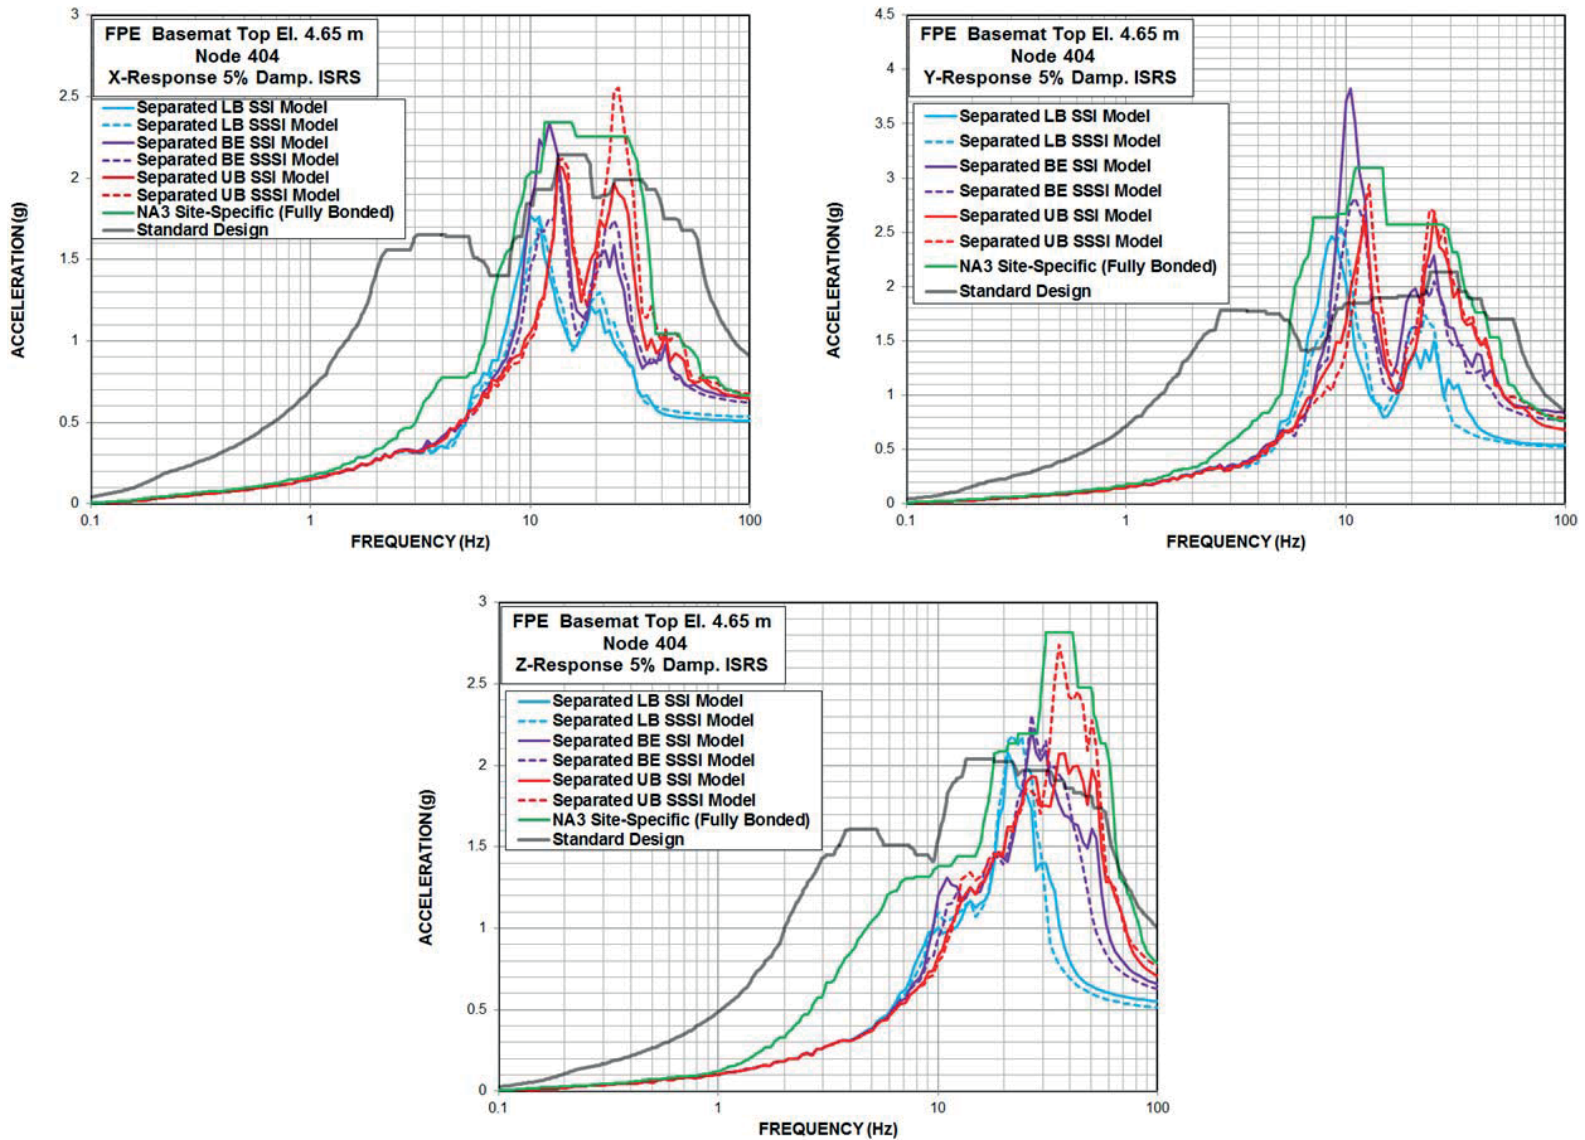 FPE Basemat Top El. 4.65 m
Node 404
X-Response 5% Damp. ISRS
Separated LB SSI Model
Separated LB SSSI Model
Separated BE SSI Model
Separated BE SSSI Model
Separated UB SSI Model
Separated UB SSSI Model
NA3 Site-Specific (Fully Bonded)
Standard Design
3
2.5
2
1.5
1
0.5
0
ACCELERATION(g)
0.1 1 10 100
FREQUENCY (Hz)
FPE Basemat Top El. 4.65 m
Node 404
Y-Response 5% Damp. ISRS
Separated LB SSI Model
Separated LB SSSI Model
Separated BE SSI Model
Separated BE SSSI Model
Separated UB SSI Model
Separated UB SSSI Model
NA3 Site-Specific (Fully Bonded)
Standard Design
4.5
4
3.5
3
2.5
2
1.5
1
0.5
0
ACCELERATION(g)
0.1 1 10 100
FREQUENCY (Hz)
FPE Basemat Top El. 4.65 m
Node 404
Z-Response 5% Damp. ISRS
Separated LB SSI Model
Separated LB SSSI Model
Separated BE SSI Model
Separated BE SSSI Model
Separated UB SSI Model
Separated UB SSSI Model
NA3 Site-Specific (Fully Bonded)
Standard Design
3
2.5
2
1.5
1
0.5
0
ACCELERATION(g)
0.1 1 10 100
FREQUENCY (Hz)